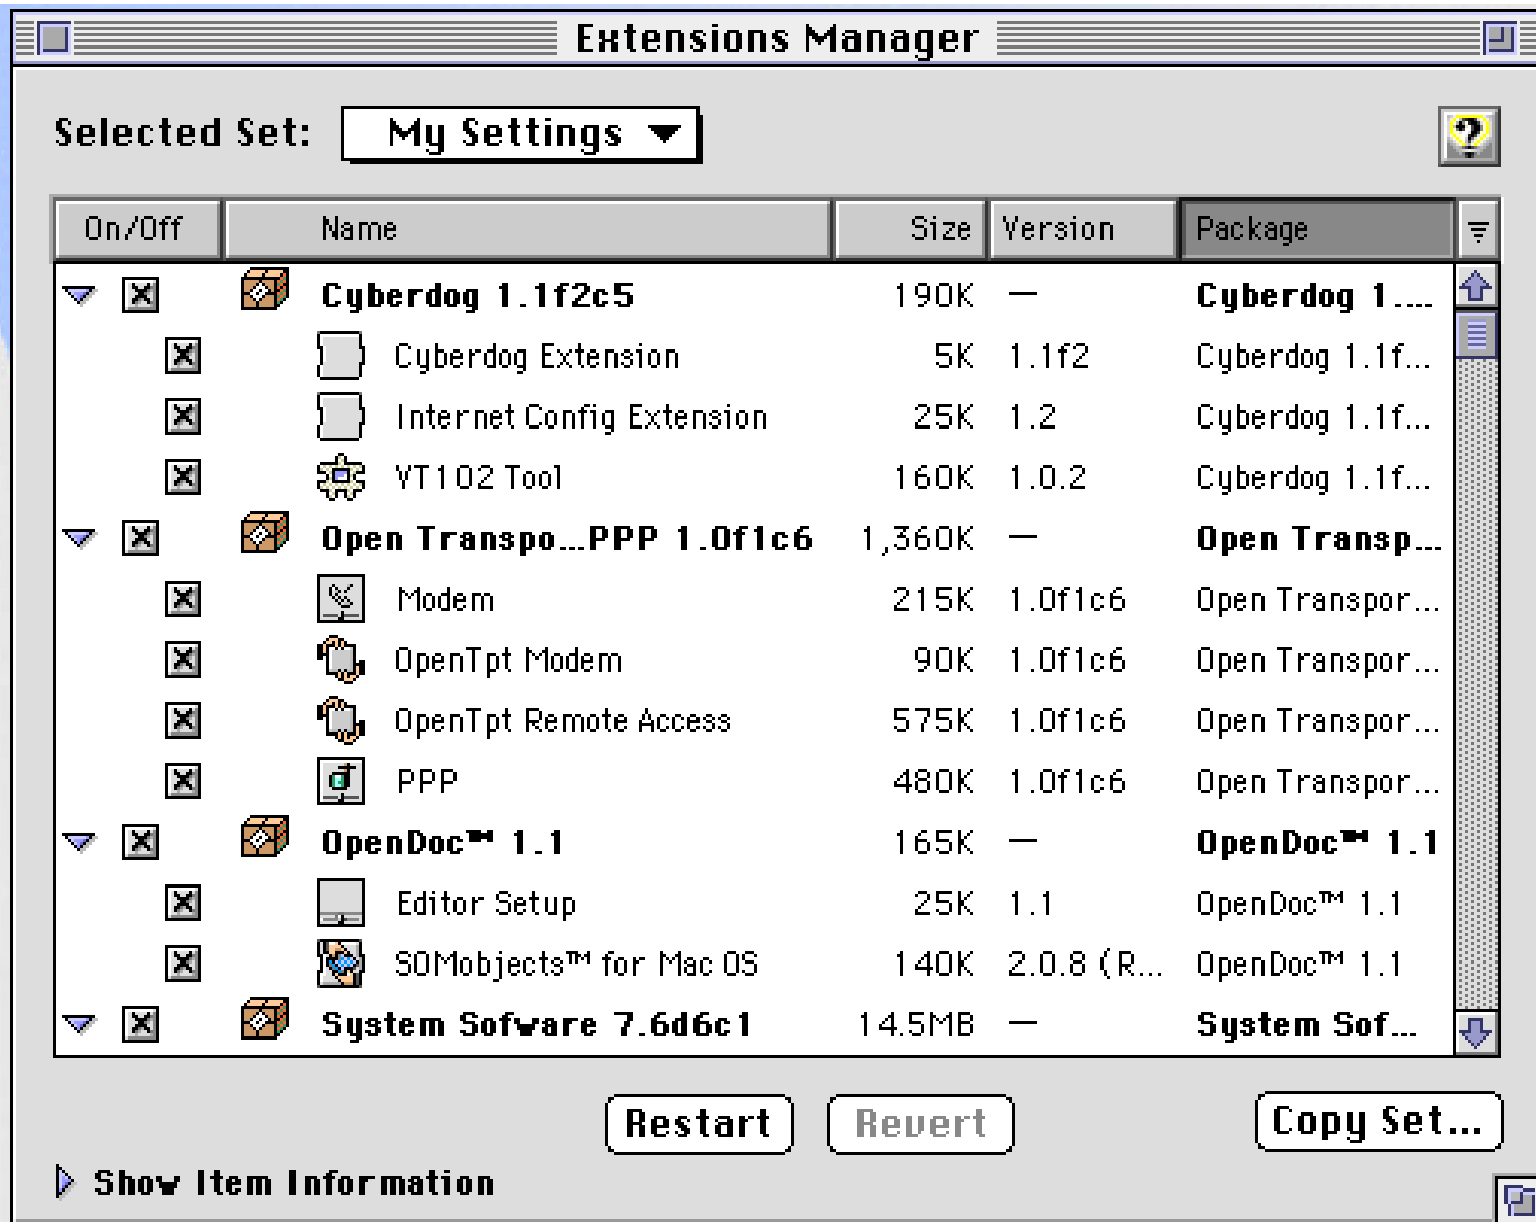 Extensions Manager
Selected Set: My Settings
On/Off Name Size Version Package
Cyberdog 1.1f2c5 190K — Cyberdog 1....
Cyberdog Extension 5K 1.1f2 Cyberdog 1.1f...
Internet Config Extension 25K 1.2 Cyberdog 1.1f...
VT102 Tool 160K 1.0.2 Cyberdog 1.1f...
Open Transpo...PPP 1.0f1c6 1,360K — Open Transp...
Modem 215K 1.0f1c6 Open Transpor...
OpenTpt Modem 90K 1.0f1c6 Open Transpor...
OpenTpt Remote Access 575K 1.0f1c6 Open Transpor...
PPP 480K 1.0f1c6 Open Transpor...
OpenDoc™ 1.1 165K — OpenDoc™ 1.1
Editor Setup 25K 1.1 OpenDoc™ 1.1
SOMobjects™ for Mac OS 140K 2.0.8 (R... OpenDoc™ 1.1
System Sofware 7.6d6c1 14.5MB — System Sof...
Restart Revert Copy Set...
Show Item Information